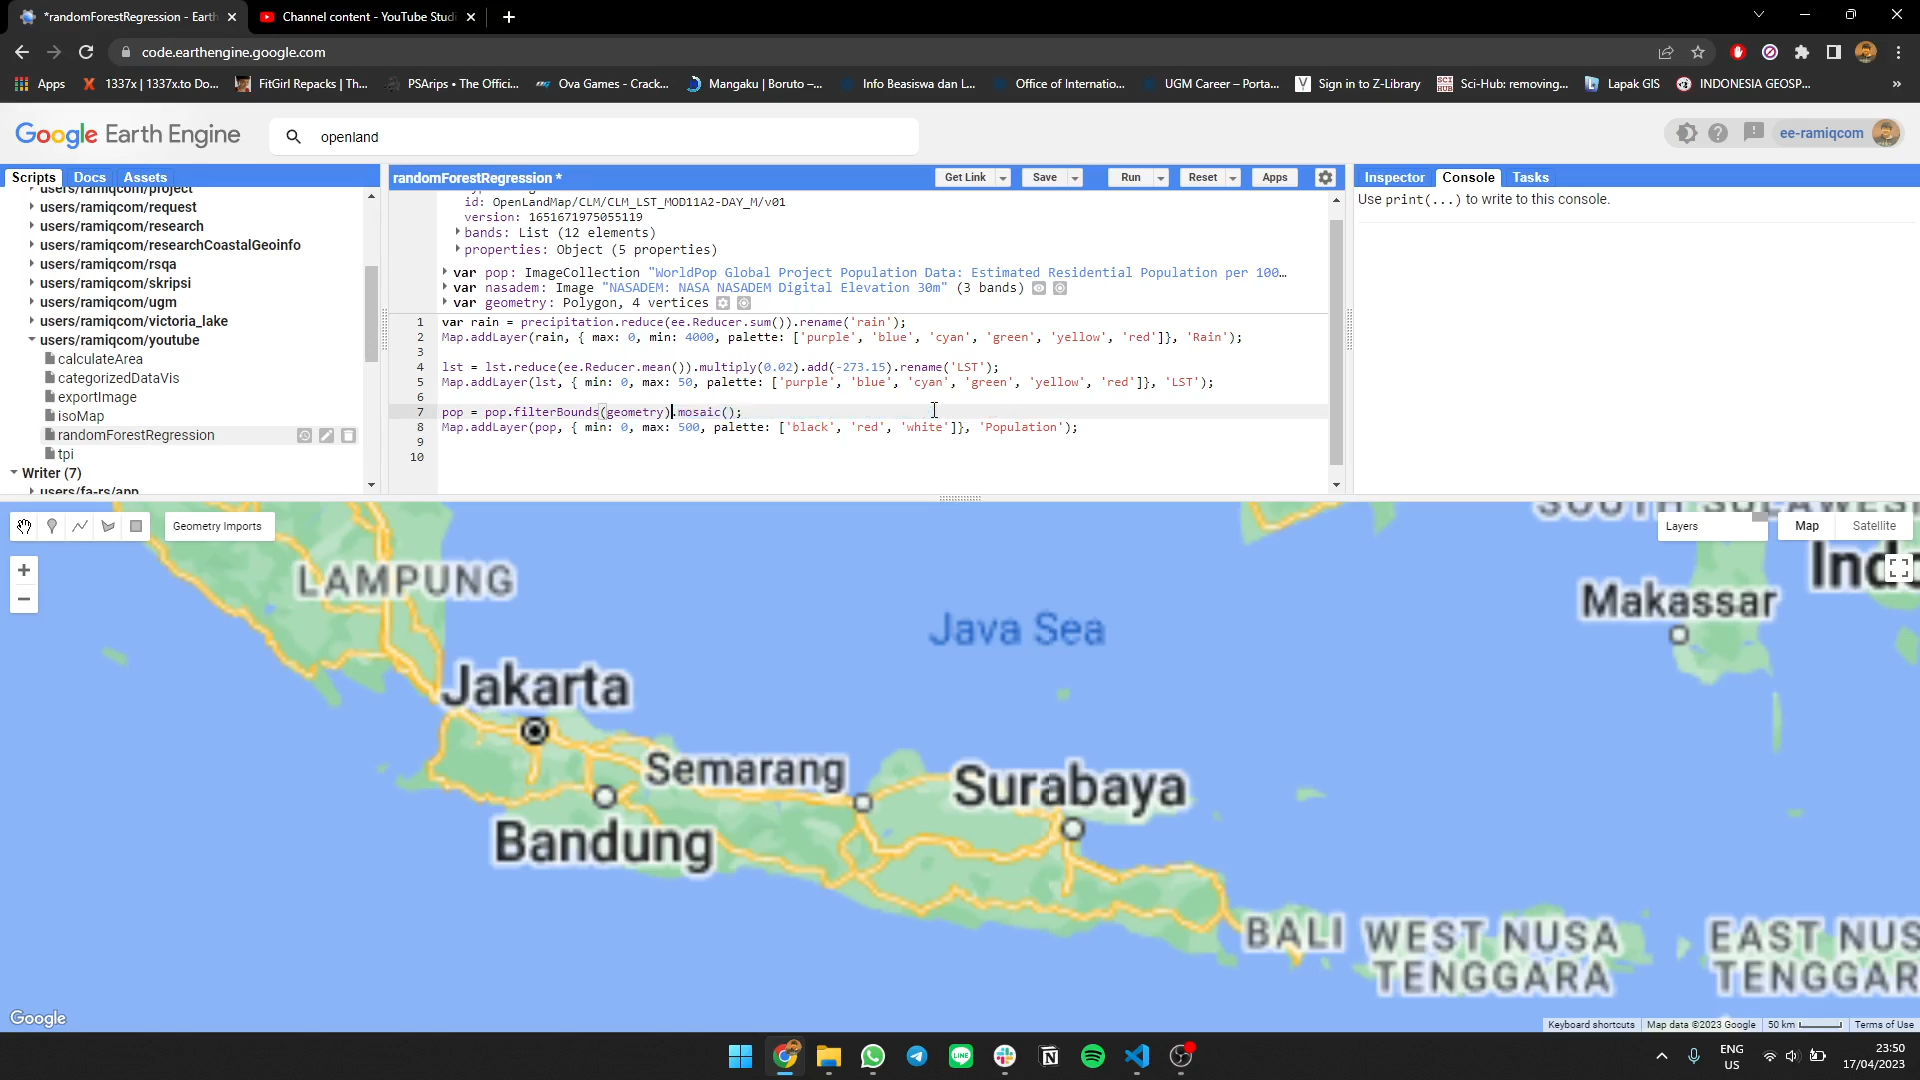 *randomForestRegression - Earth
Channel content - YouTube Studi
code.earthengine.google.com
Apps
1337x | 1337x.to Do...
FitGirl Repacks | Th...
PSArips • The Offici...
Ova Games - Crack...
Mangaku | Boruto –...
Info Beasiswa dan L...
Office of Internatio...
UGM Career – Porta...
Sign in to Z-Library
Sci-Hub: removing...
Lapak GIS
INDONESIA GEOSP...
»
Google Earth Engine
openland
ee-ramiqcom
Scripts
Docs
Assets
users/ramiqcom/project
users/ramiqcom/request
users/ramiqcom/research
users/ramiqcom/researchCoastalGeoinfo
users/ramiqcom/rsqa
users/ramiqcom/skripsi
users/ramiqcom/ugm
users/ramiqcom/victoria_lake
users/ramiqcom/youtube
calculateArea
categorizedDataVis
exportImage
isoMap
randomForestRegression
tpi
Writer (7)
users/fa-rs/app
randomForestRegression *
Get Link
Save
Run
Reset
Apps
id: OpenLandMap/CLM/CLM_LST_MOD11A2-DAY_M/v01
version: 1651671975055119
bands: List (12 elements)
properties: Object (5 properties)
var pop: ImageCollection "WorldPop Global Project Population Data: Estimated Residential Population per 100…
var nasadem: Image "NASADEM: NASA NASADEM Digital Elevation 30m" (3 bands)
var geometry: Polygon, 4 vertices
1 var rain = precipitation.reduce(ee.Reducer.sum()).rename('rain');
2 Map.addLayer(rain, { max: 0, min: 4000, palette: ['purple', 'blue', 'cyan', 'green', 'yellow', 'red']}, 'Rain');
3
4 lst = lst.reduce(ee.Reducer.mean()).multiply(0.02).add(-273.15).rename('LST');
5 Map.addLayer(lst, { min: 0, max: 50, palette: ['purple', 'blue', 'cyan', 'green', 'yellow', 'red']}, 'LST');
6
7 pop = pop.filterBounds(geometry).mosaic();
8 Map.addLayer(pop, { min: 0, max: 500, palette: ['black', 'red', 'white']}, 'Population');
9
10
Inspector
Console
Tasks
Use print(...) to write to this console.
Geometry Imports
Layers
Map
Satellite
+
−
LAMPUNG
Java Sea
Makassar
Jakarta
Semarang
Surabaya
Bandung
BALI
WEST NUSA
TENGGARA
EAST NUS
TENGGAR
Google
Keyboard shortcuts
Map data ©2023 Google
50 km
Terms of Use
ENG
US
23:50
17/04/2023